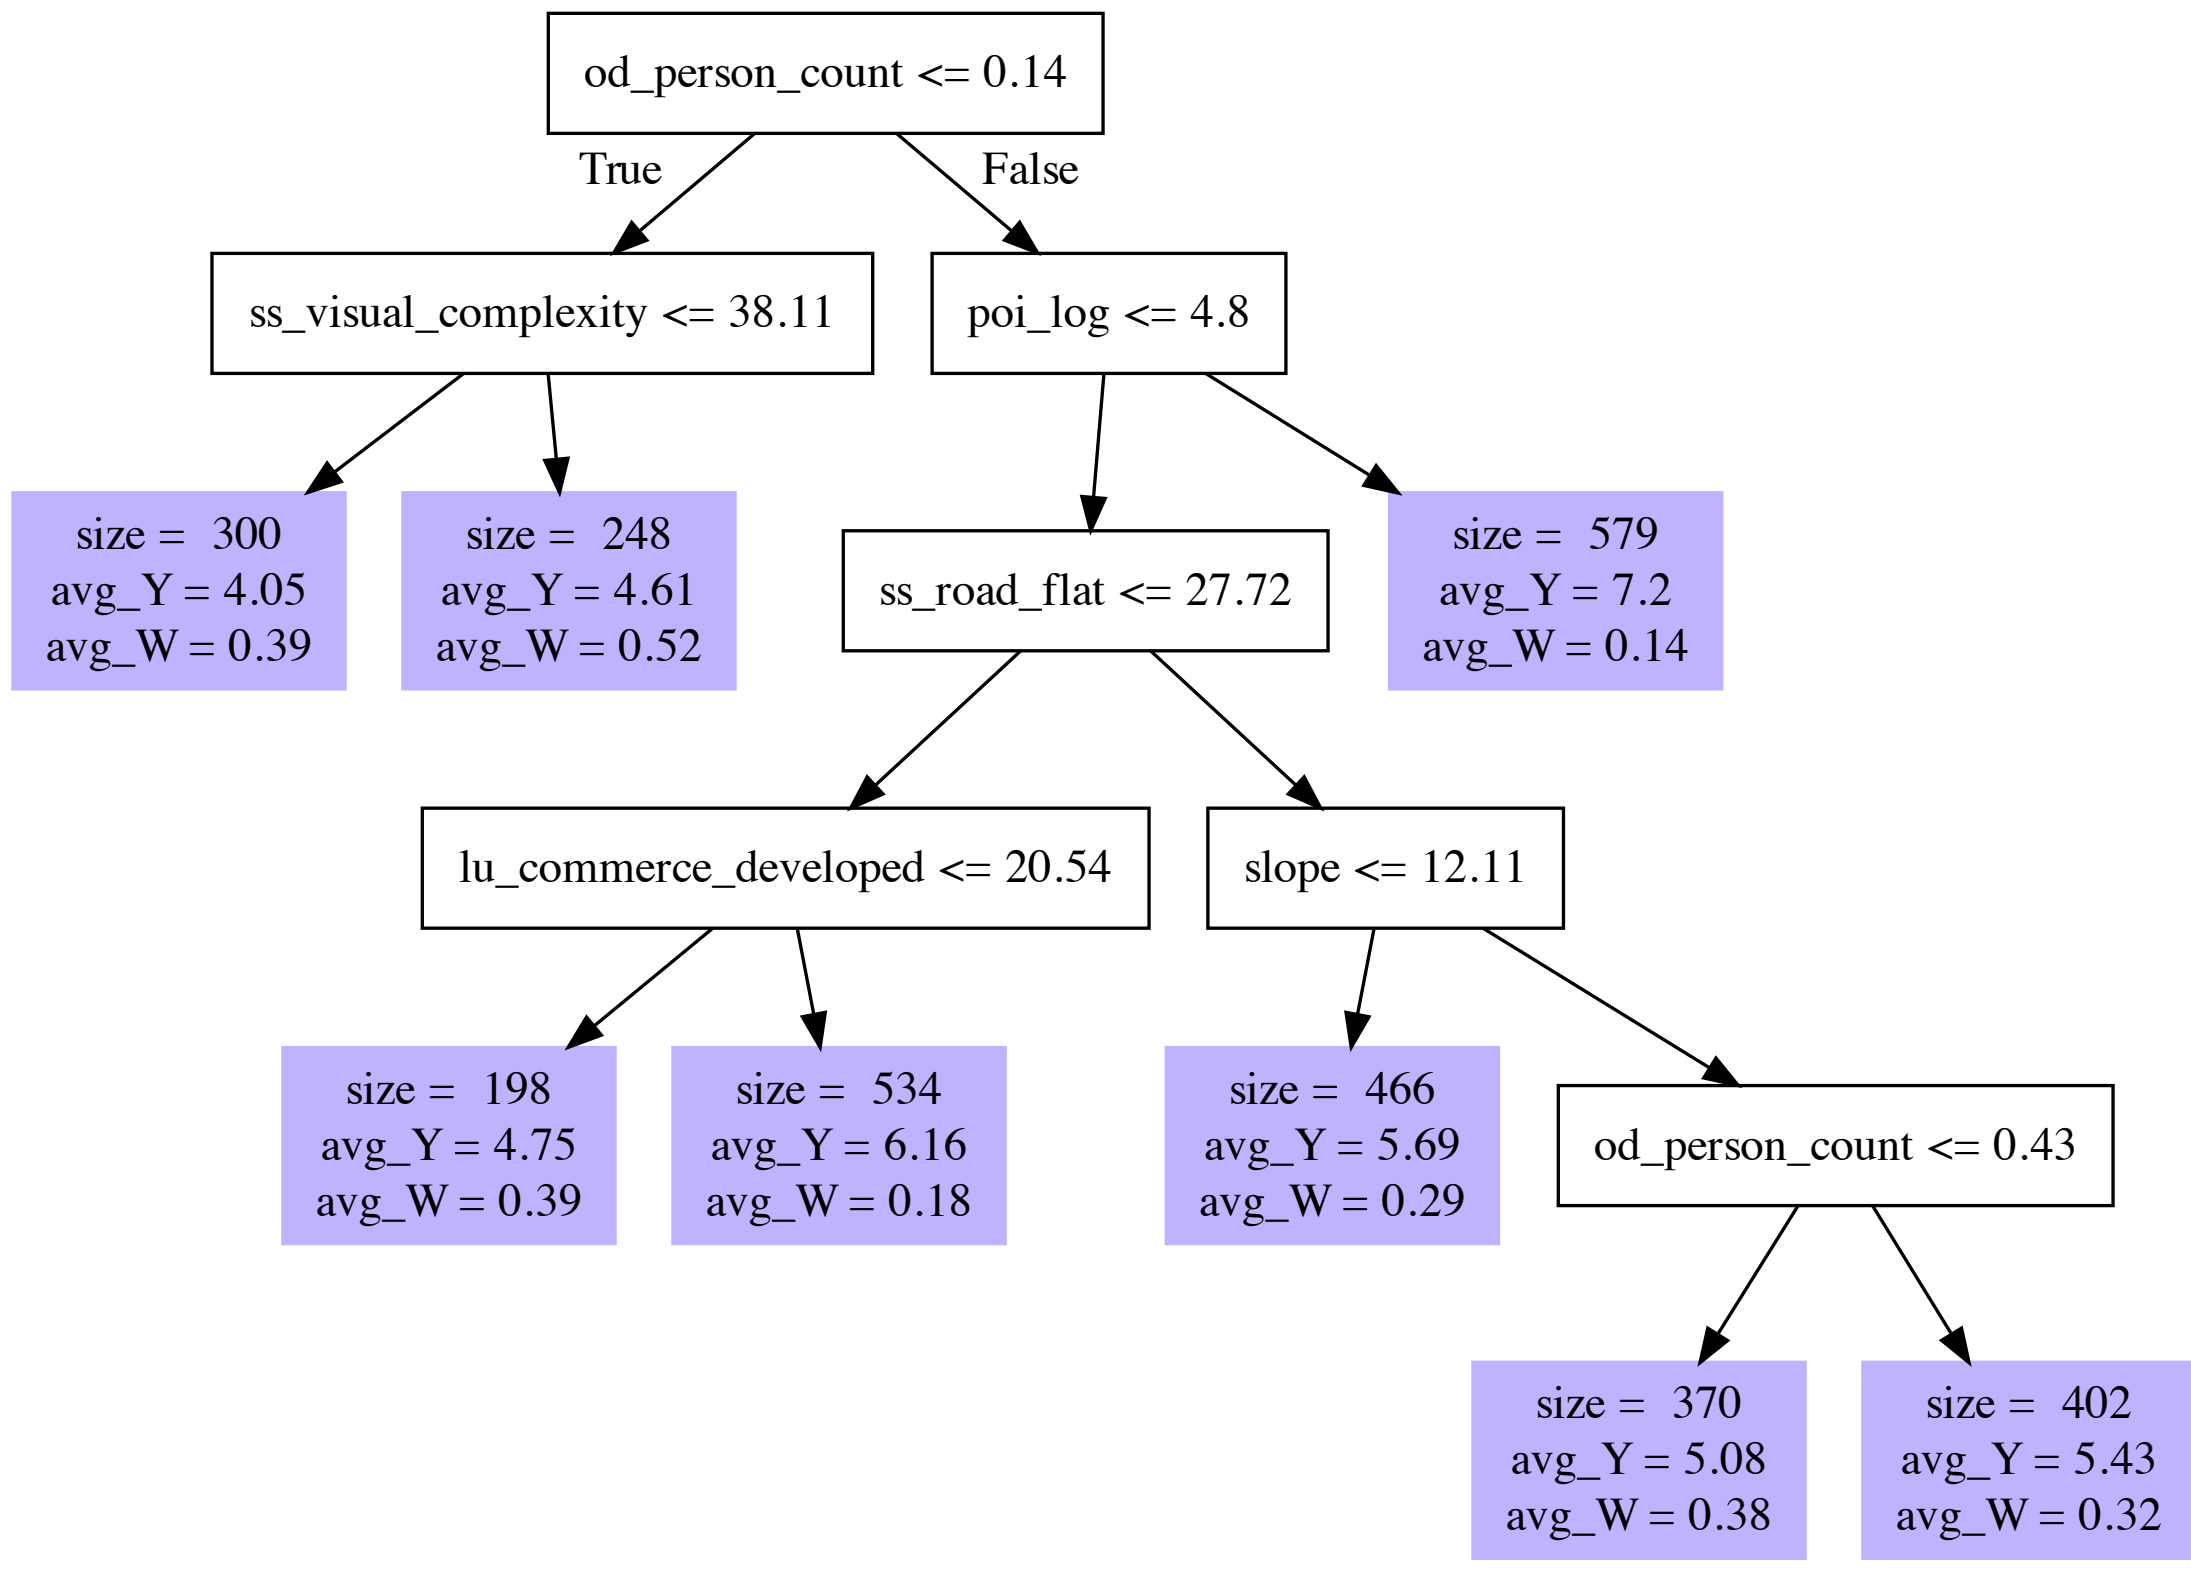 od_person_count <= 0.14
True
False
ss_visual_complexity <= 38.11
poi_log <= 4.8
size =  300
avg_Y = 4.05
avg_W = 0.39
size =  248
avg_Y = 4.61
avg_W = 0.52
ss_road_flat <= 27.72
size =  579
avg_Y = 7.2
avg_W = 0.14
lu_commerce_developed <= 20.54
slope <= 12.11
size =  198
avg_Y = 4.75
avg_W = 0.39
size =  534
avg_Y = 6.16
avg_W = 0.18
size =  466
avg_Y = 5.69
avg_W = 0.29
od_person_count <= 0.43
size =  370
avg_Y = 5.08
avg_W = 0.38
size =  402
avg_Y = 5.43
avg_W = 0.32